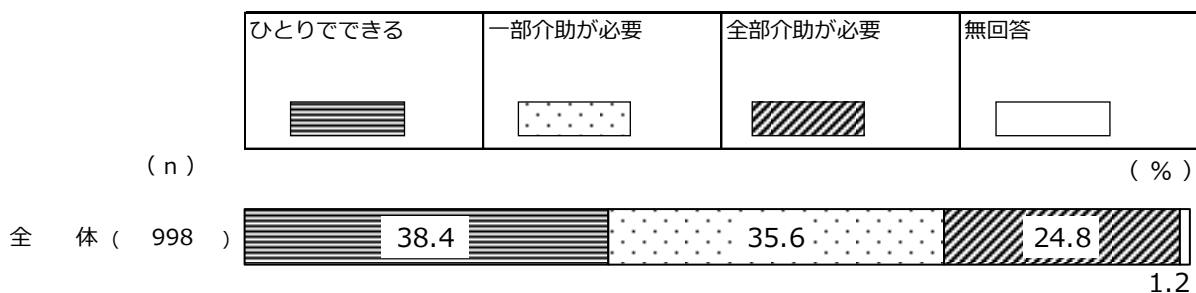 ひとりでできる 一部介助が必要 全部介助が必要 無回答
(n) (%)
全 体 ( 998 ) 38.4 35.6 24.8
1.2